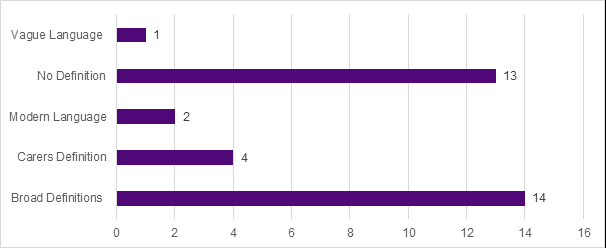 Vague Language 1
No Definition 13
Modern Language 2
Carers Definition 4
Broad Definitions 14
0 2 4 6 8 10 12 14 16